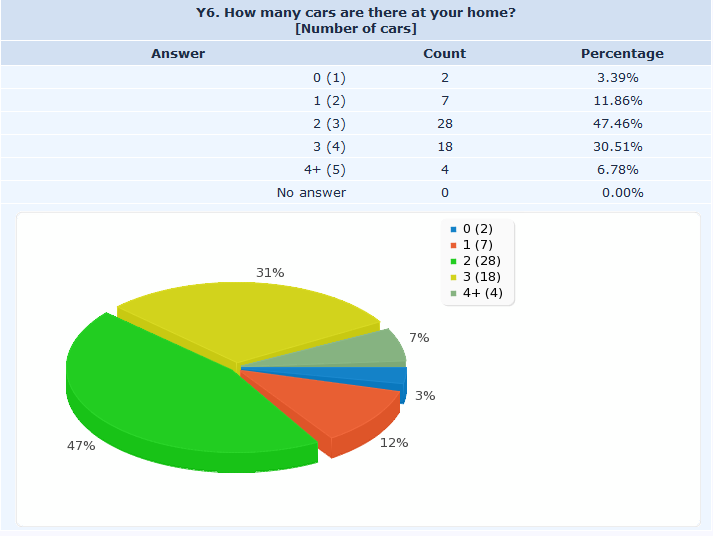 Y6. How many cars are there at your home?
[Number of cars]
Answer Count Percentage
0 (1) 2 3.39%
1 (2) 7 11.86%
2 (3) 28 47.46%
3 (4) 18 30.51%
4+ (5) 4 6.78%
No answer 0 0.00%
0 (2)
1 (7)
2 (28)
3 (18)
4+ (4)
31%
7%
3%
12%
47%